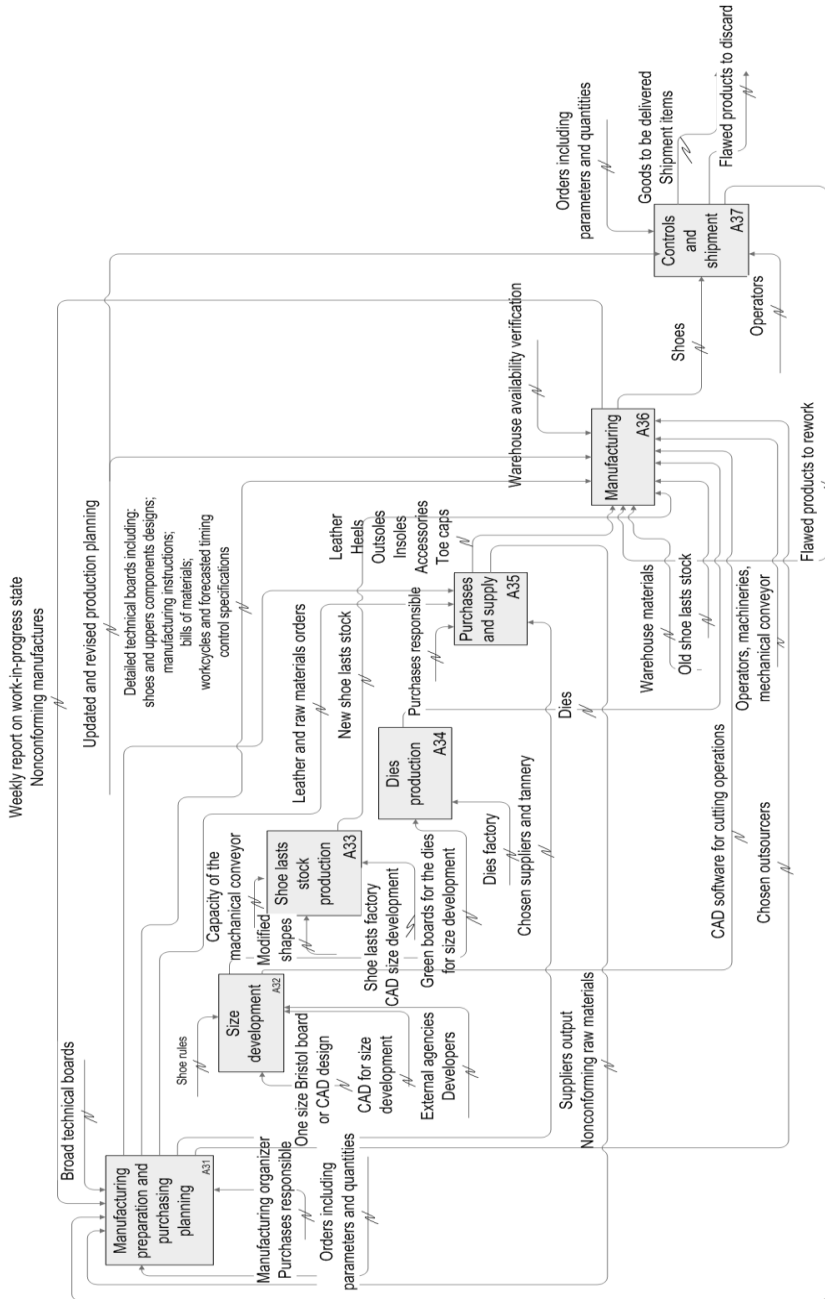 Weekly report on work-in-progress state
Nonconforming manufactures
Broad technical boards
Updated and revised production planning
Detailed technical boards including:
shoes and uppers components designs;
manufacturing instructions;
bills of materials;
workcycles and forecasted timing
control specifications
Manufacturing
preparation and
purchasing
planning
A31
Manufacturing organizer
Purchases responsible
Orders including
parameters and quantities
Shoe rules
Size
development
A32
One size Bristol board
or CAD design
CAD for size
development
External agencies
Developers
Capacity of the
machanical conveyor
Modified
shapes
Shoe lasts
stock
production
A33
Shoe lasts factory
CAD size development
Green boards for the dies
for size development
Leather and raw materials orders
New shoe lasts stock
Dies
production
A34
Dies factory
Chosen suppliers and tannery
Purchases responsible
Purchases
and supply
A35
Leather
Heels
Outsoles
Insoles
Accessories
Toe caps
Dies
Suppliers output
Nonconforming raw materials
Warehouse availability verification
Manufacturing
A36
Warehouse materials
Old shoe lasts stock
Operators, machineries,
mechanical conveyor
CAD software for cutting operations
Chosen outsourcers
Shoes
Flawed products to rework
Orders including
parameters and quantities
Controls
and
shipment
A37
Operators
Goods to be delivered
Shipment items
Flawed products to discard